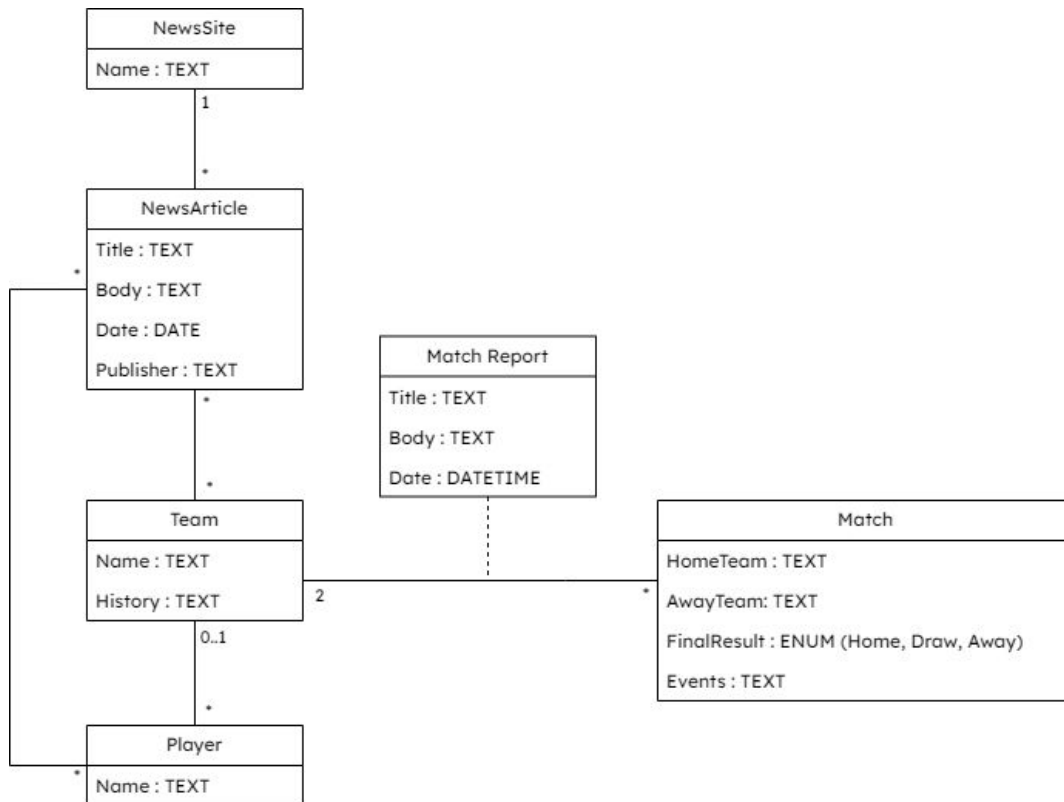 NewsSite
Name : TEXT
1
*
NewsArticle
Title : TEXT
*
Body : TEXT
Date : DATE
Publisher : TEXT
*
Match Report
Title : TEXT
Body : TEXT
Date : DATETIME
*
Team
Name : TEXT
History : TEXT
2
*
Match
HomeTeam : TEXT
AwayTeam: TEXT
FinalResult : ENUM (Home, Draw, Away)
Events : TEXT
0..1
*
Player
*
Name : TEXT